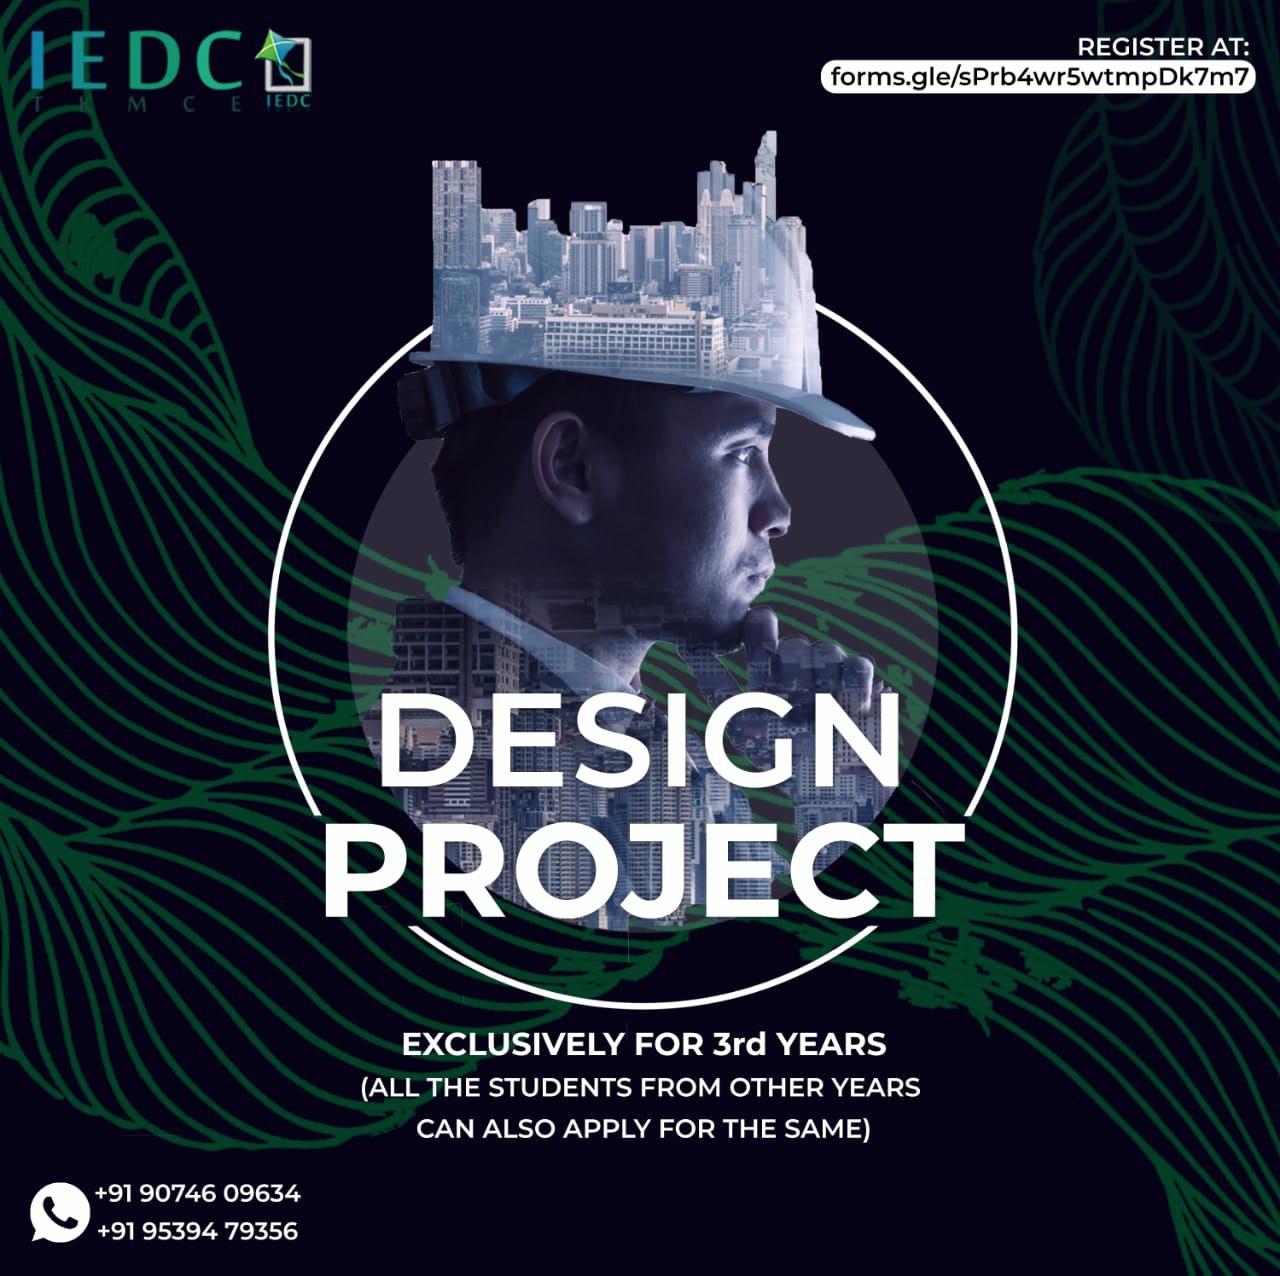 IEDC
TKMCE
IEDC
REGISTER AT:
forms.gle/sPrb4wr5wtmpDk7m7
DESIGN
PROJECT
EXCLUSIVELY FOR 3rd YEARS
(ALL THE STUDENTS FROM OTHER YEARS
CAN ALSO APPLY FOR THE SAME)
+91 90746 09634
+91 95394 79356